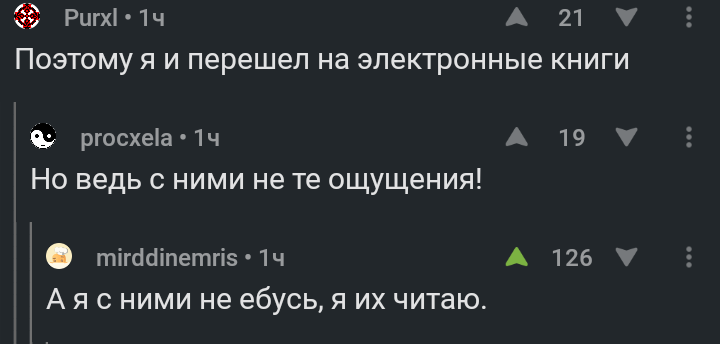 Purxl • 1ч 21
Поэтому я и перешел на электронные книги
procxela • 1ч 19
Но ведь с ними не те ощущения!
mirddinemris • 1ч 126
А я с ними не ебусь, я их читаю.